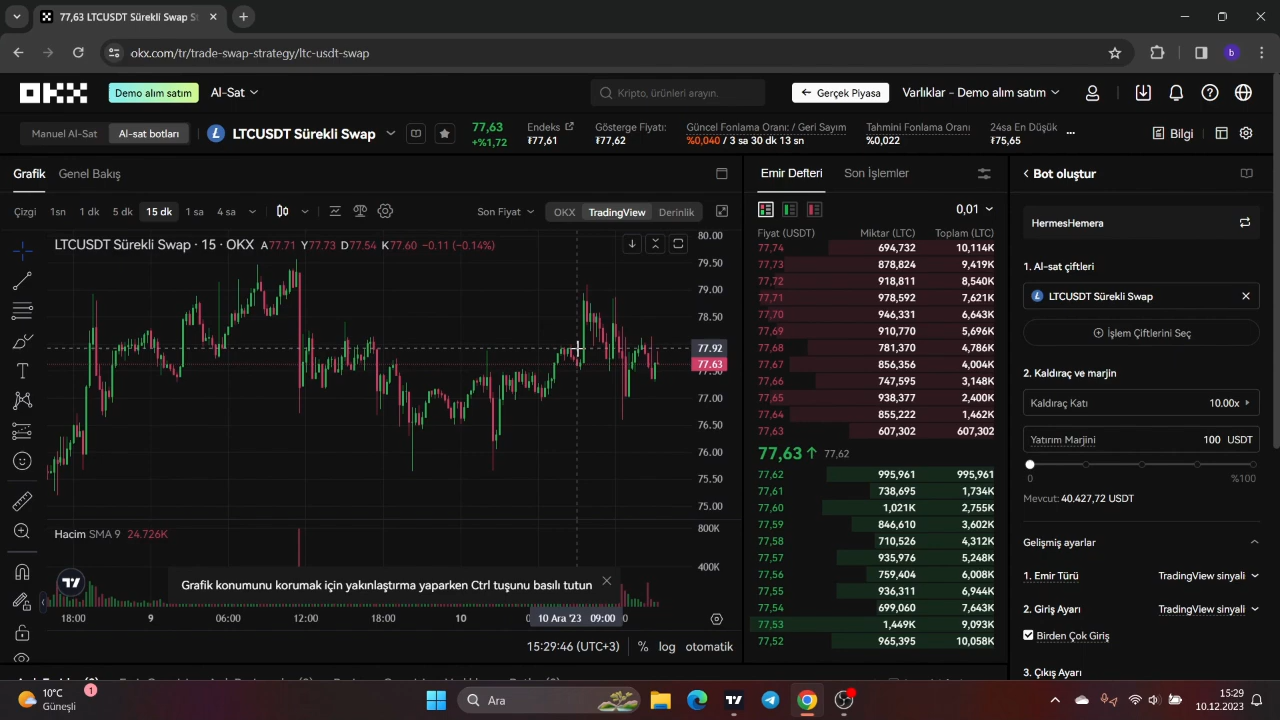 77,63 LTCUSDT Sürekli Swap S
okx.com/tr/trade-swap-strategy/ltc-usdt-swap
b
OKX
Demo alım satım
Al-Sat
Kripto, ürünleri arayın.
Gerçek Piyasa
Varlıklar - Demo alım satım
Manuel Al-Sat
Al-sat botları
LTCUSDT Sürekli Swap
77,63
+%1,72
Endeks
₮77,61
Gösterge Fiyatı:
₮77,62
Güncel Fonlama Oranı: / Geri Sayım
%0,040 / 3 sa 30 dk 13 sn
Tahmini Fonlama Oranı
%0,022
24sa En Düşük
₮75,65
Bilgi
Grafik
Genel Bakış
Emir Defteri
Son İşlemler
Bot oluştur
Çizgi 1sn 1 dk 5 dk 15 dk 1 sa 4 sa
Son Fiyat
OKX
TradingView
Derinlik
0,01
HermesHemera
LTCUSDT Sürekli Swap · 15 · OKX A77.71 Y77.73 D77.54 K77.60 −0.11 (−0.14%)
80.00
79.50
79.00
78.50
77.92
77.63
77.50
77.00
76.50
76.00
75.50
75.00
Hacim SMA 9 24.726K
800K
400K
Grafik konumunu korumak için yakınlaştırma yaparken Ctrl tuşunu basılı tutun
18:00 9 06:00 12:00 18:00 10 10 Ara '23 09:00
15:29:46 (UTC+3) % log otomatik
Fiyat (USDT) Miktar (LTC) Toplam (LTC)
77,74 694,732 10,114K
77,73 878,824 9,419K
77,72 918,811 8,540K
77,71 978,592 7,621K
77,70 946,331 6,643K
77,69 910,770 5,696K
77,68 781,370 4,786K
77,67 856,356 4,004K
77,66 747,595 3,148K
77,65 938,377 2,400K
77,64 855,222 1,462K
77,63 607,302 607,302
77,63 77,62
77,62 995,961 995,961
77,61 738,695 1,734K
77,60 1,021K 2,755K
77,59 846,610 3,602K
77,58 710,526 4,312K
77,57 935,976 5,248K
77,56 759,404 6,008K
77,55 936,311 6,944K
77,54 699,060 7,643K
77,53 1,449K 9,093K
77,52 965,395 10,058K
1. Al-sat çiftleri
LTCUSDT Sürekli Swap
İşlem Çiftlerini Seç
2. Kaldıraç ve marjin
Kaldıraç Katı 10.00x
Yatırım Marjini 100 USDT
0 %100
Mevcut: 40.427,72 USDT
Gelişmiş ayarlar
1. Emir Türü TradingView sinyali
2. Giriş Ayarı TradingView sinyali
Birden Çok Giriş
3. Çıkış Ayarı
10°C
Güneşli
1
Ara
15:29
10.12.2023